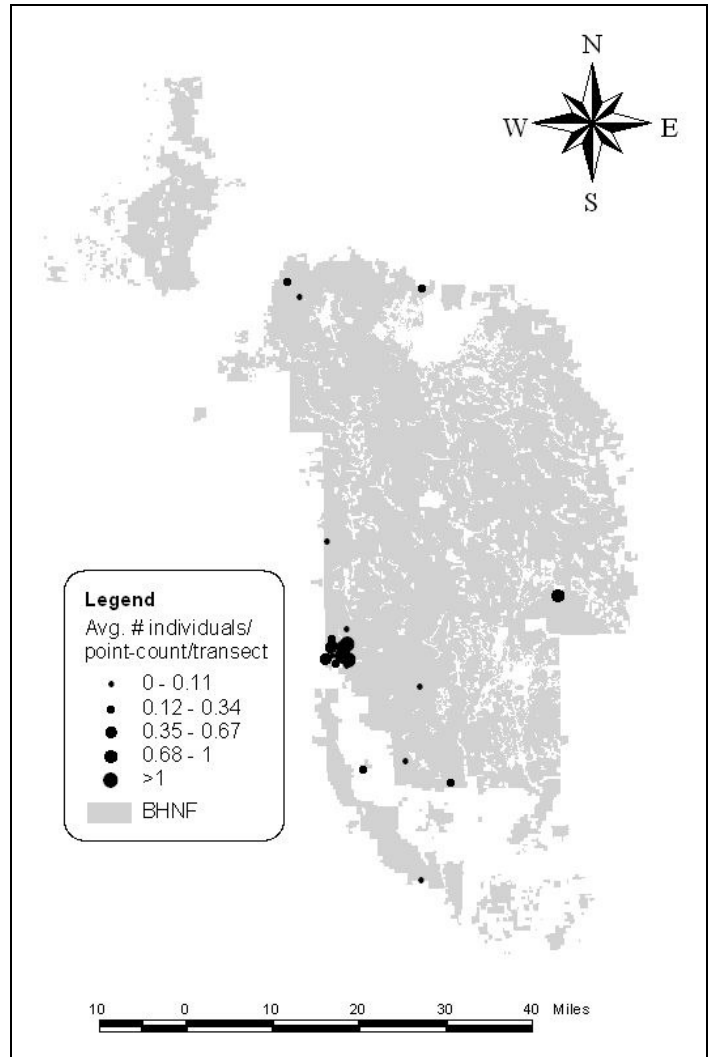 N
W E
S
Legend
Avg. # individuals/
point-count/transect
0 - 0.11
0.12 - 0.34
0.35 - 0.67
0.68 - 1
>1
BHNF
10 0 10 20 30 40 Miles